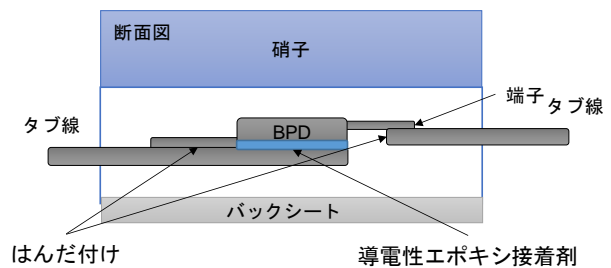 断面図
硝子
端子
タブ線
タブ線
BPD
バックシート
はんだ付け
導電性エポキシ接着剤